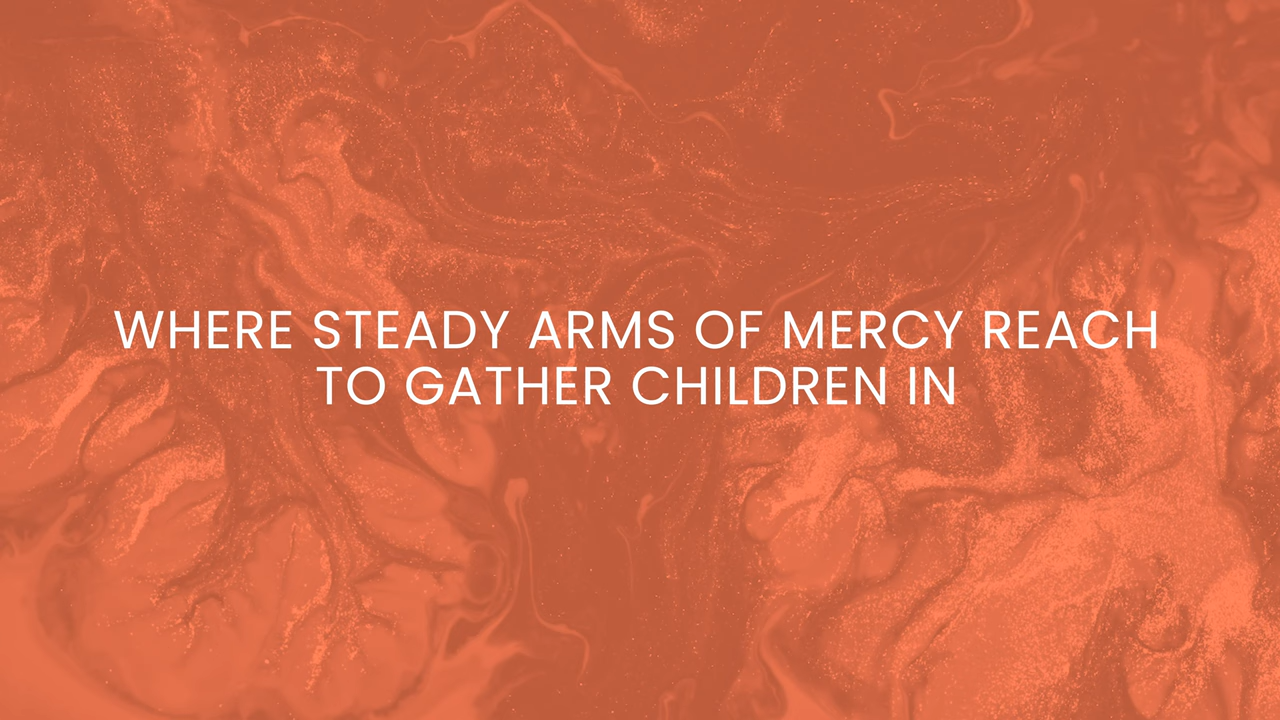 WHERE STEADY ARMS OF MERCY REACH
TO GATHER CHILDREN IN